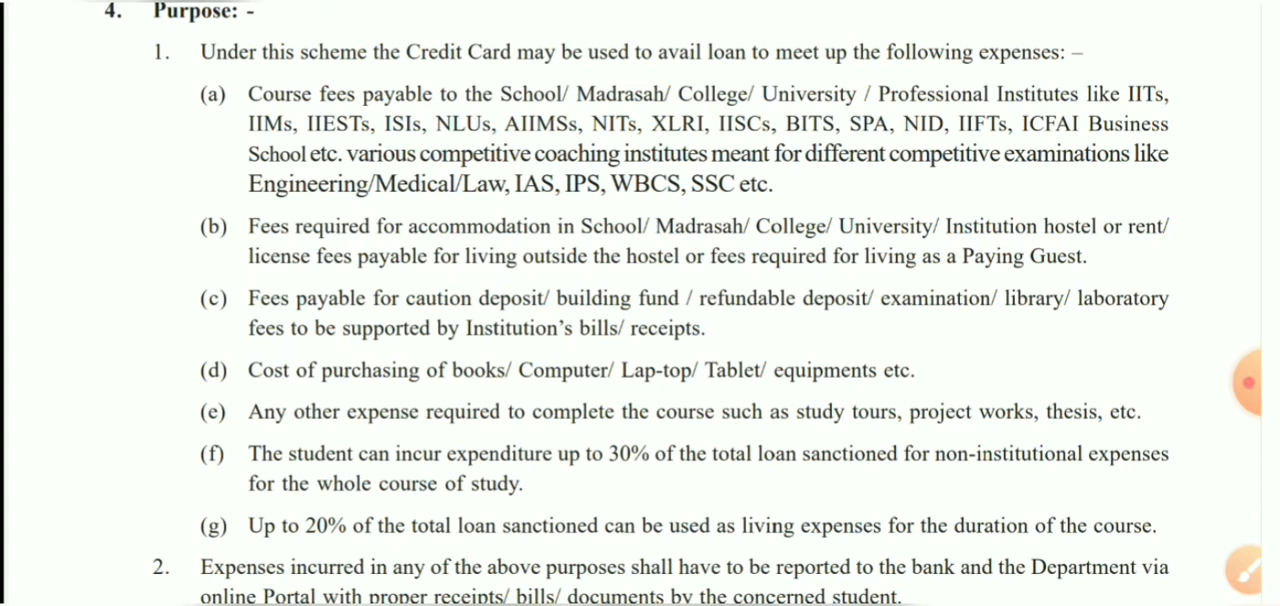 4. Purpose: -
1. Under this scheme the Credit Card may be used to avail loan to meet up the following expenses: –
(a) Course fees payable to the School/ Madrasah/ College/ University / Professional Institutes like IITs,
IIMs, IIESTs, ISIs, NLUs, AIIMSs, NITs, XLRI, IISCs, BITS, SPA, NID, IIFTs, ICFAI Business
School etc. various competitive coaching institutes meant for different competitive examinations like
Engineering/Medical/Law, IAS, IPS, WBCS, SSC etc.
(b) Fees required for accommodation in School/ Madrasah/ College/ University/ Institution hostel or rent/
license fees payable for living outside the hostel or fees required for living as a Paying Guest.
(c) Fees payable for caution deposit/ building fund / refundable deposit/ examination/ library/ laboratory
fees to be supported by Institution's bills/ receipts.
(d) Cost of purchasing of books/ Computer/ Lap-top/ Tablet/ equipments etc.
(e) Any other expense required to complete the course such as study tours, project works, thesis, etc.
(f) The student can incur expenditure up to 30% of the total loan sanctioned for non-institutional expenses
for the whole course of study.
(g) Up to 20% of the total loan sanctioned can be used as living expenses for the duration of the course.
2. Expenses incurred in any of the above purposes shall have to be reported to the bank and the Department via
online Portal with proper receipts/ bills/ documents by the concerned student.